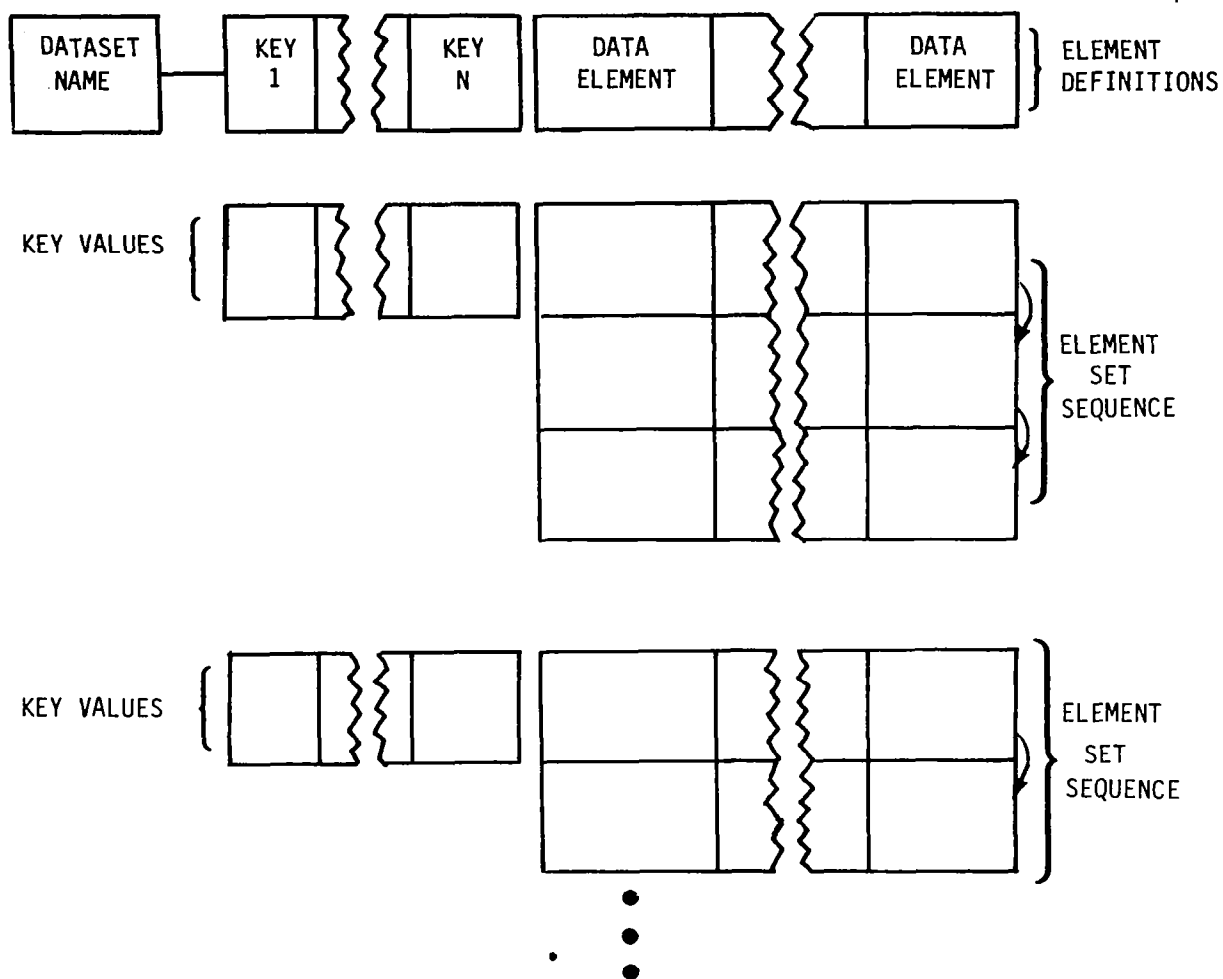 DATASET NAME
KEY 1
KEY N
DATA ELEMENT
DATA ELEMENT
ELEMENT DEFINITIONS
KEY VALUES
ELEMENT SET SEQUENCE
KEY VALUES
ELEMENT SET SEQUENCE